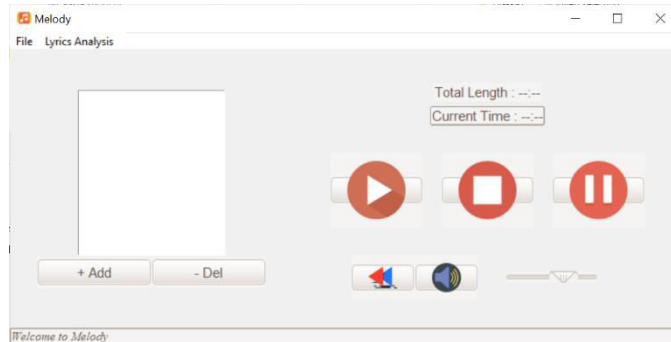 Melody
File Lyrics Analysis
Total Length : --:--
Current Time : --:--
+ Add - Del
Welcome to Melody